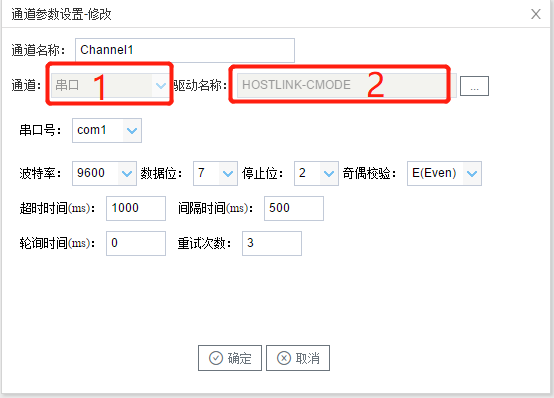 通道参数设置-修改
通道名称： Channel1
通道： 串口 1 驱动名称： HOSTLINK-CMODE 2 ...
串口号： com1
波特率： 9600 数据位： 7 停止位： 2 奇偶校验： E(Even)
超时时间(ms)： 1000 间隔时间(ms)： 500
轮询时间(ms)： 0 重试次数： 3
确定 取消